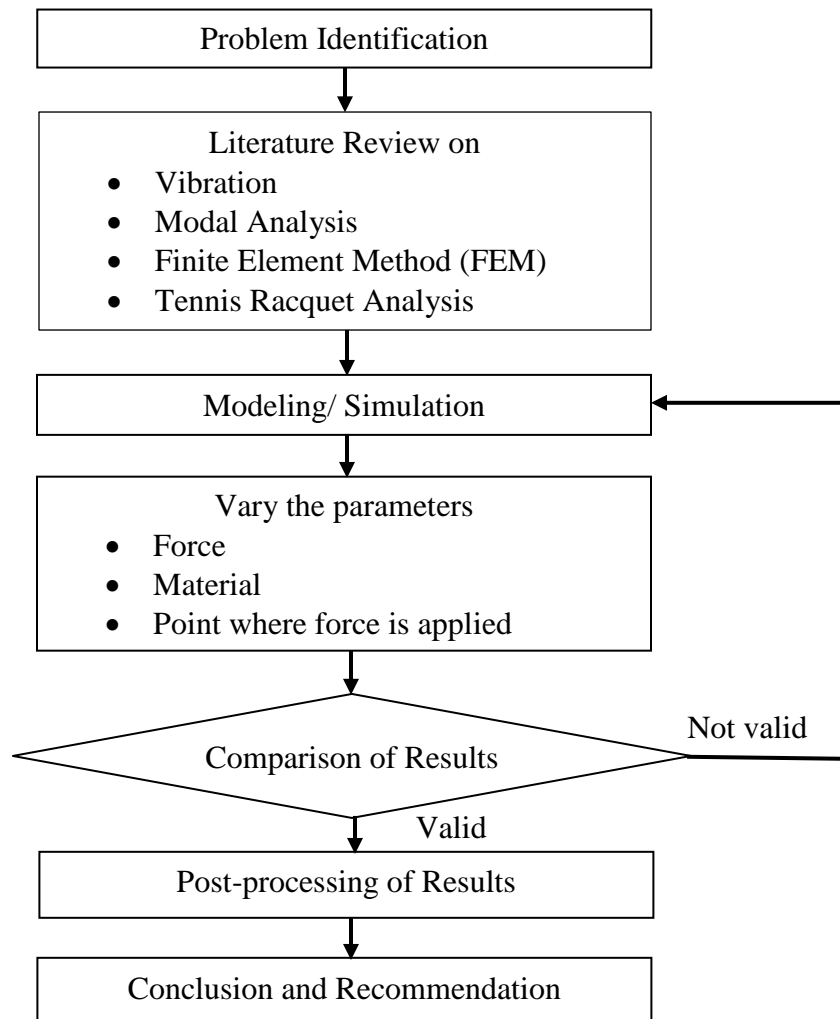 Problem Identification
Literature Review on
• Vibration
• Modal Analysis
• Finite Element Method (FEM)
• Tennis Racquet Analysis
Modeling/ Simulation
Vary the parameters
• Force
• Material
• Point where force is applied
Not valid
Comparison of Results
Valid
Post-processing of Results
Conclusion and Recommendation